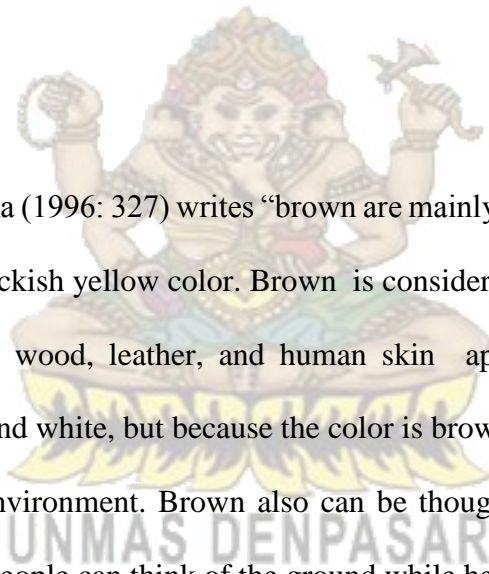 a (1996: 327) writes “brown are mainly
ckish yellow color. Brown is consider
wood, leather, and human skin ap
nd white, but because the color is brow
nvironment. Brown also can be thoug
UNMAS DENPASAR
eople can think of the ground while he